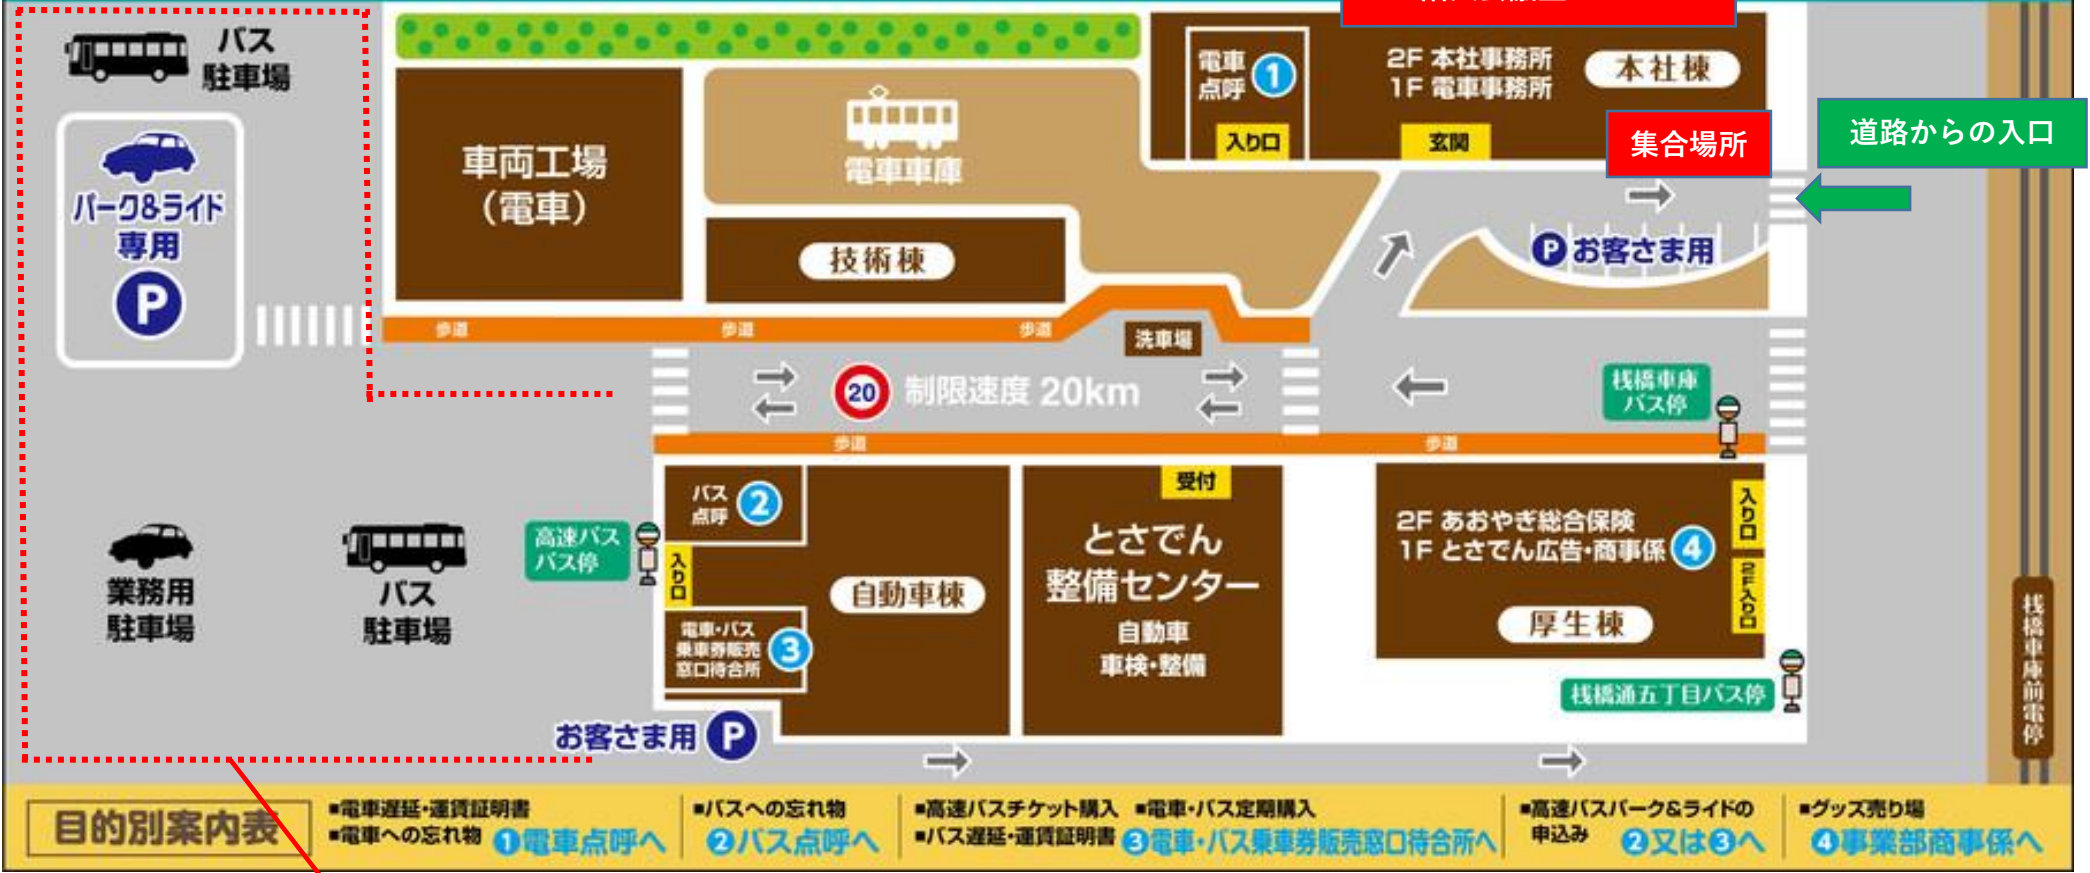 バス
駐車場
パーク&ライド
専用
P
車両工場
(電車)
電車車庫
技術棟
電車
点呼
1
入り口
2F 本社事務所
1F 電車事務所
本社棟
玄関
集合場所
道路からの入口
P お客さま用
歩道
歩道
歩道
洗車場
20
制限速度 20km
桟橋車庫
バス停
歩道
歩道
業務用
駐車場
バス
駐車場
高速バス
バス停
バス
点呼
2
入り口
自動車棟
電車・バス
乗車券販売
窓口待合所
3
お客さま用 P
受付
とさでん
整備センター
自動車
車検・整備
2F あおやぎ総合保険
1F とさでん広告・商事係 4
厚生棟
入り口
2F入り口
桟橋通五丁目バス停
桟橋車庫前電停
目的別案内表
■電車遅延・運賃証明書
■電車への忘れ物 1電車点呼へ
■バスへの忘れ物
2バス点呼へ
■高速バスチケット購入 ■電車・バス定期購入
■バス遅延・運賃証明書 3電車・バス乗車券販売窓口待合所へ
■高速バスパーク&ライドの
申込み 2又は3へ
■グッズ売り場
4事業部商事係へ